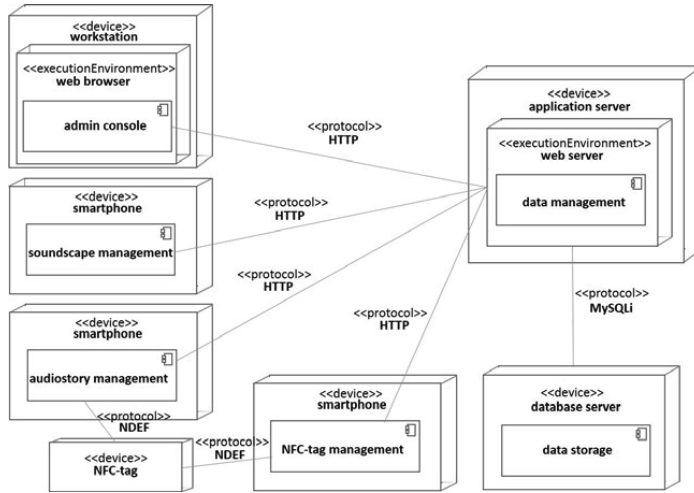 <<device>>
workstation
<<executionEnvironment>>
web browser
admin console
<<protocol>>
HTTP
<<device>>
application server
<<executionEnvironment>>
web server
data management
<<device>>
smartphone
soundscape management
<<protocol>>
HTTP
<<protocol>>
HTTP
<<protocol>>
HTTP
<<protocol>>
MySQLi
<<device>>
smartphone
audiostory management
<<protocol>>
NDEF
<<device>>
NFC-tag
<<protocol>>
NDEF
<<device>>
smartphone
NFC-tag management
<<device>>
database server
data storage